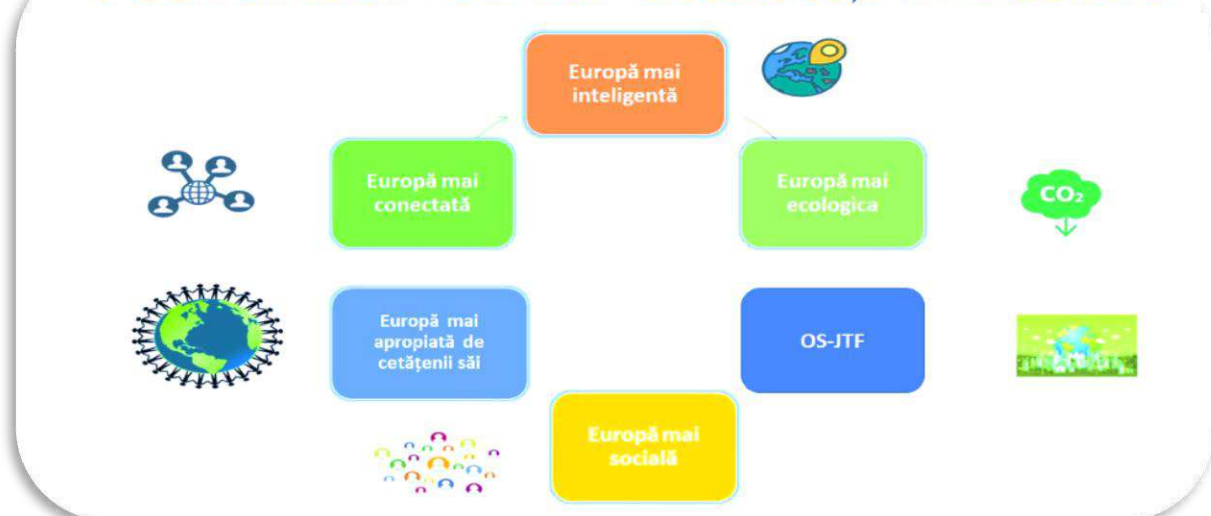 Europă mai
inteligentă
Europă mai
conectată
Europă mai
ecologica
CO₂
Europă mai
apropiată de
cetățenii săi
OS-JTF
Europă mai
socială